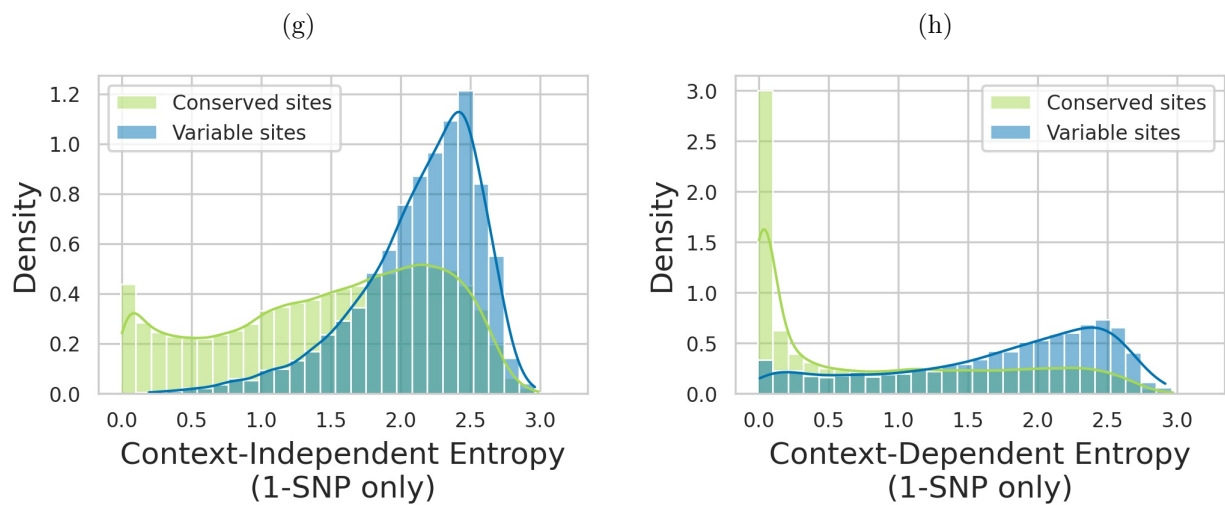 (g)
1.2
1.0
0.8
0.6
0.4
0.2
0.0
Density
Conserved sites
Variable sites
0.0 0.5 1.0 1.5 2.0 2.5 3.0
Context-Independent Entropy
(1-SNP only)
(h)
3.0
2.5
2.0
1.5
1.0
0.5
0.0
Density
Conserved sites
Variable sites
0.0 0.5 1.0 1.5 2.0 2.5 3.0
Context-Dependent Entropy
(1-SNP only)